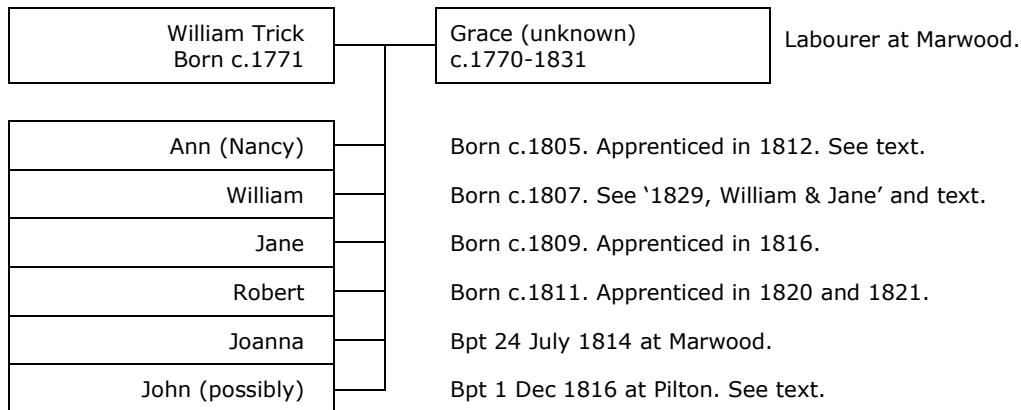 William Trick
Born c.1771
Grace (unknown)
c.1770-1831
Labourer at Marwood.
Ann (Nancy) Born c.1805. Apprenticed in 1812. See text.
William Born c.1807. See ‘1829, William & Jane’ and text.
Jane Born c.1809. Apprenticed in 1816.
Robert Born c.1811. Apprenticed in 1820 and 1821.
Joanna Bpt 24 July 1814 at Marwood.
John (possibly) Bpt 1 Dec 1816 at Pilton. See text.